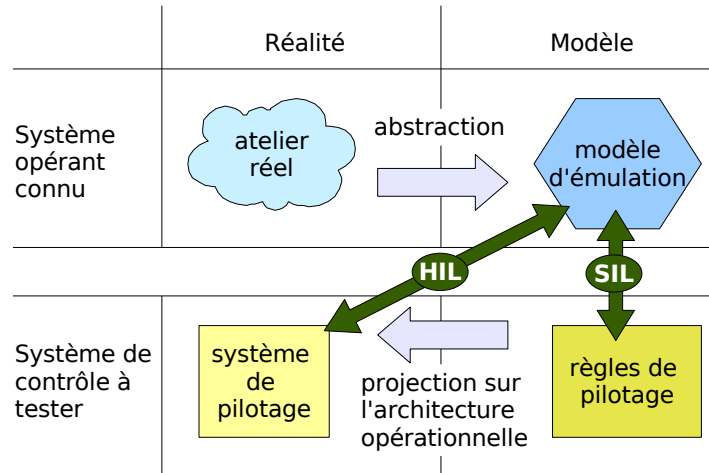 Réalité
Modèle
Système
opérant
connu
atelier
réel
abstraction
modèle
d'émulation
HIL
SIL
Système de
contrôle à
tester
système
de
pilotage
projection sur
l'architecture
opérationnelle
règles de
pilotage